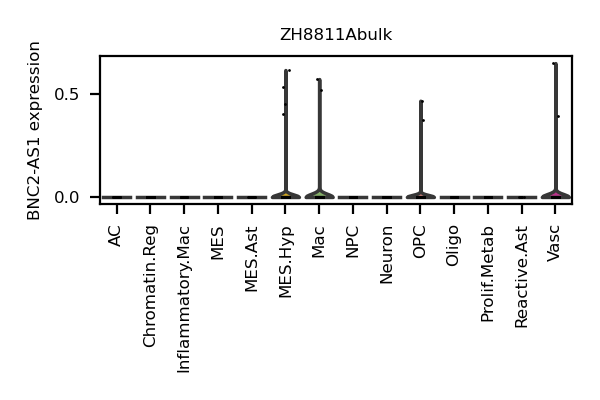 ZH8811Abulk
BNC2-AS1 expression
0.5
0.0
AC
Chromatin.Reg
Inflammatory.Mac
MES
MES.Ast
MES.Hyp
Mac
NPC
Neuron
OPC
Oligo
Prolif.Metab
Reactive.Ast
Vasc